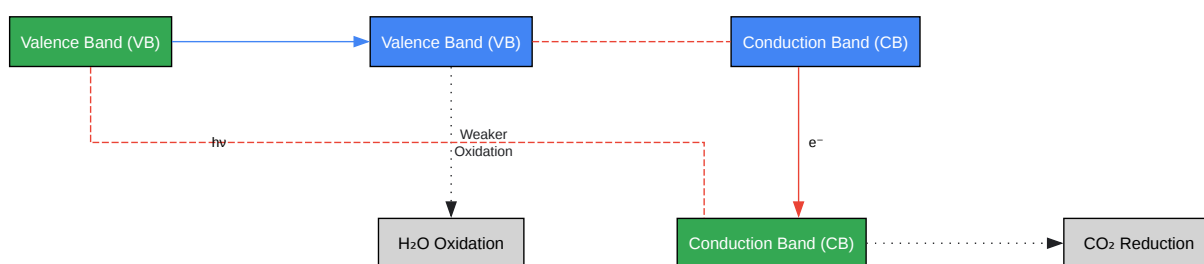 Valence Band (VB)
Valence Band (VB)
Conduction Band (CB)
hν
Weaker
Oxidation
e⁻
H₂O Oxidation
Conduction Band (CB)
CO₂ Reduction